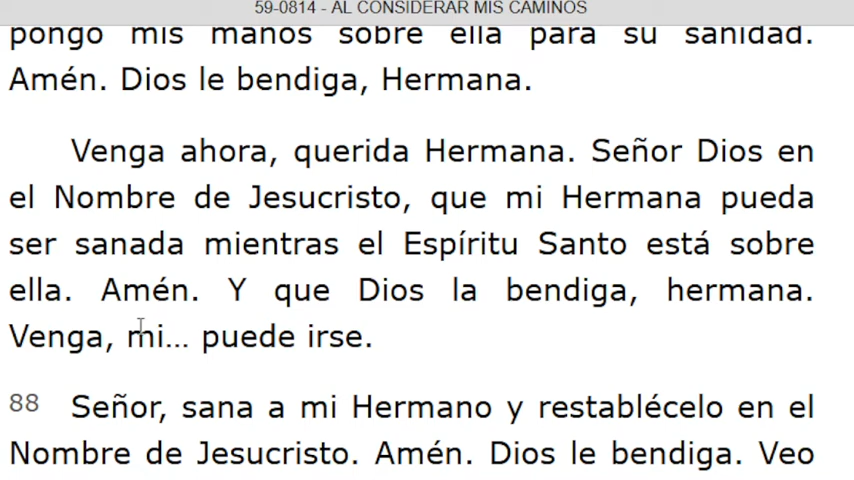 59-0814 - AL CONSIDERAR MIS CAMINOS
pongo mis manos sobre ella para su sanidad.
Amén. Dios le bendiga, Hermana.
Venga ahora, querida Hermana. Señor Dios en
el Nombre de Jesucristo, que mi Hermana pueda
ser sanada mientras el Espíritu Santo está sobre
ella. Amén. Y que Dios la bendiga, hermana.
Venga, mi... puede irse.
88 Señor, sana a mi Hermano y restablécelo en el
Nombre de Jesucristo. Amén. Dios le bendiga. Veo